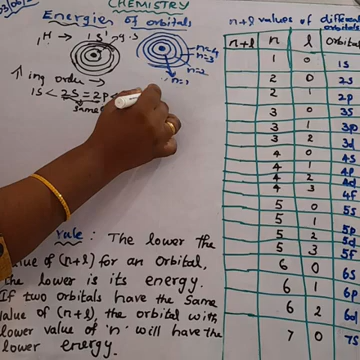 03/06/
CHEMISTRY
Energies of orbitals
1H → 1s¹ → g.s
n=4
n=3
n=2
n=1
↑ ing order →
1s < 2s = 2p <
same
Rule: The lower the
value of (n+l) for an Orbital,
the lower is its energy.
If two orbitals have the same
value of (n+l), the orbital with
lower value of 'n' will have the
lower energy.
n+l values of different
orbitals
n+l n l Orbital
1 0 1s
2 0 2s
2 1 2p
3 0 3s
3 1 3p
3 2 3d
4 0 4s
4 1 4p
4 2 4d
4 3 4f
5 0 5s
5 1 5p
5 2 5d
5 3 5f
6 0 6s
6 1 6p
6 2 6d
7 0 7s